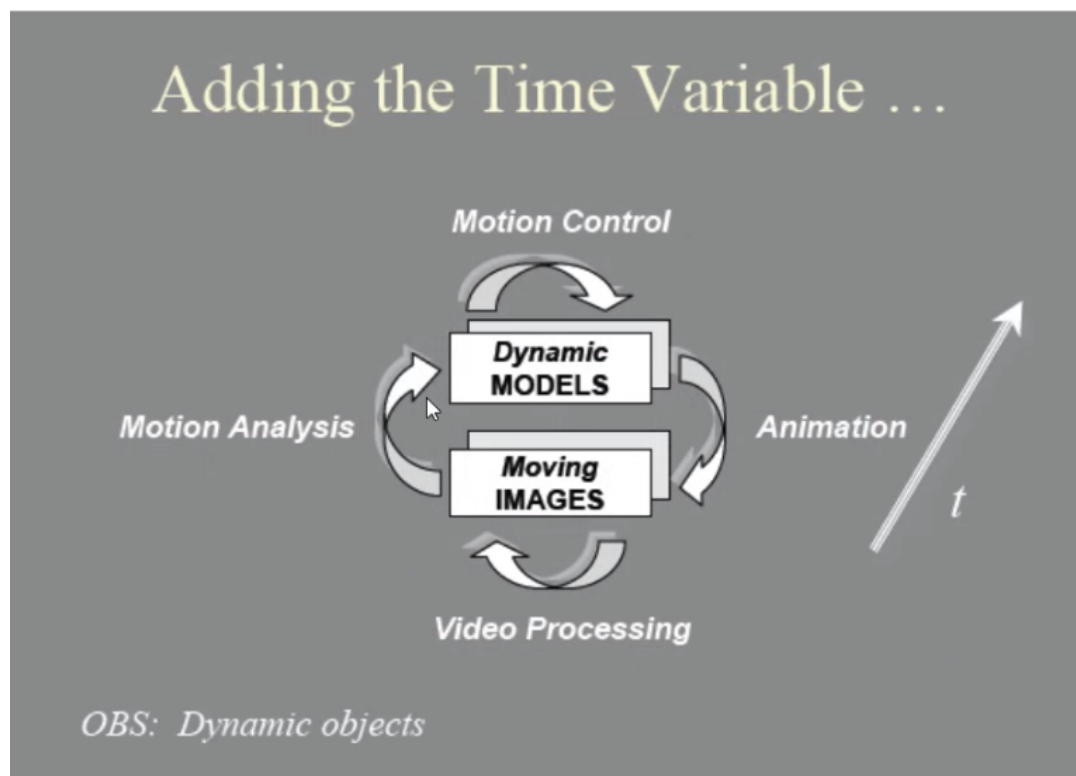 Adding the Time Variable …
Motion Control
Dynamic
MODELS
Motion Analysis
Animation
Moving
IMAGES
t
Video Processing
OBS: Dynamic objects